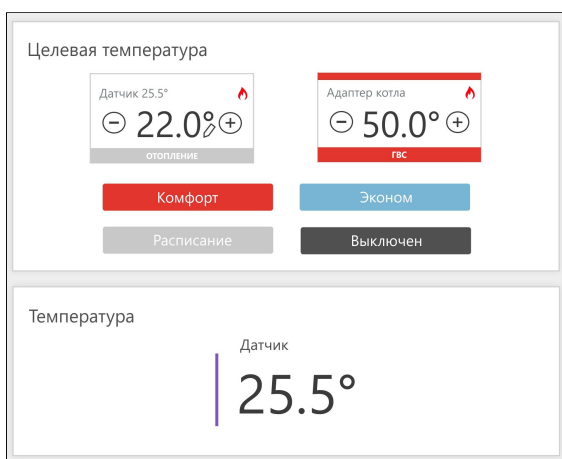 Целевая температура
Датчик 25.5°
22.0°
ОТОПЛЕНИЕ
Адаптер котла
50.0°
ГВС
Комфорт
Эконом
Расписание
Выключен
Температура
Датчик
25.5°